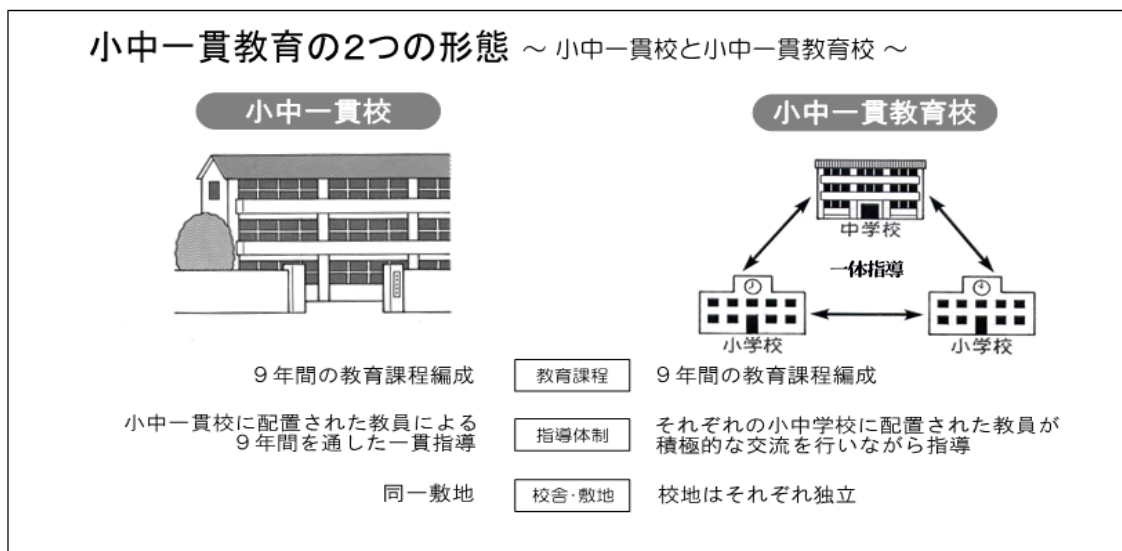 小中一貫教育の2つの形態 ～ 小中一貫校と小中一貫教育校 ～
小中一貫校
小中一貫教育校
中学校
一体指導
小学校
小学校
9年間の教育課程編成
教育課程
9年間の教育課程編成
小中一貫校に配置された教員による
9年間を通した一貫指導
指導体制
それぞれの小中学校に配置された教員が
積極的な交流を行いながら指導
同一敷地
校舎・敷地
校地はそれぞれ独立